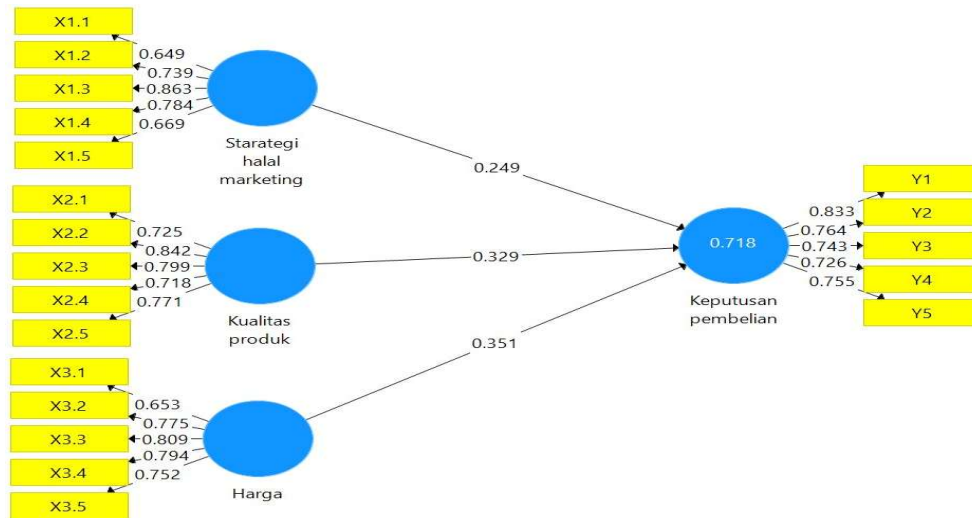 X1.1
X1.2
X1.3
X1.4
X1.5
0.649
0.739
0.863
0.784
0.669
Starategi
halal
marketing
X2.1
X2.2
X2.3
X2.4
X2.5
0.725
0.842
0.799
0.718
0.771
Kualitas
produk
X3.1
X3.2
X3.3
X3.4
X3.5
0.653
0.775
0.809
0.794
0.752
Harga
0.249
0.329
0.351
0.718
Keputusan
pembelian
0.833
0.764
0.743
0.726
0.755
Y1
Y2
Y3
Y4
Y5